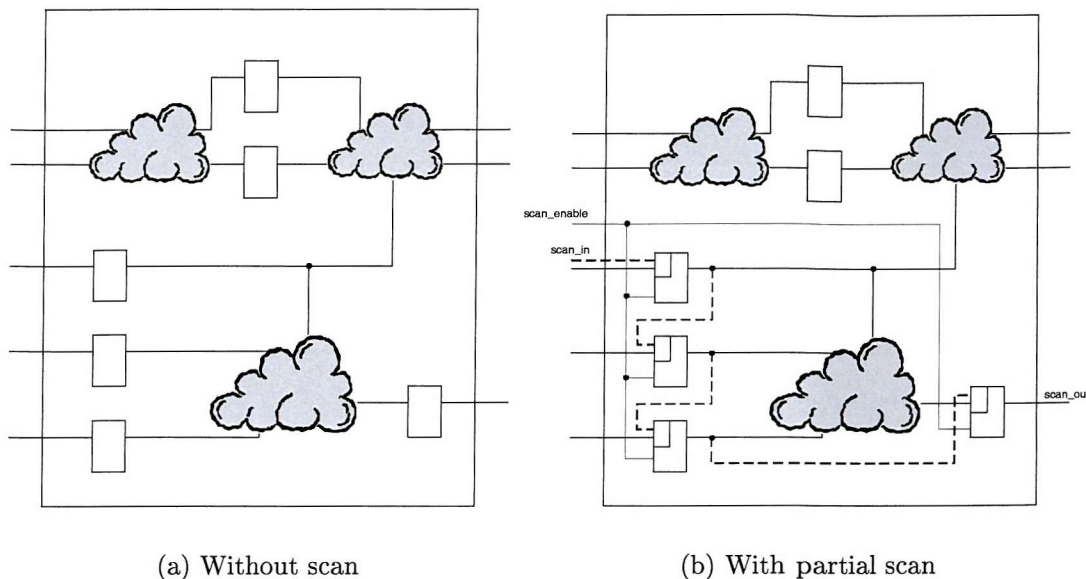 scan_enable
scan_in
scan_ou
(a) Without scan
(b) With partial scan